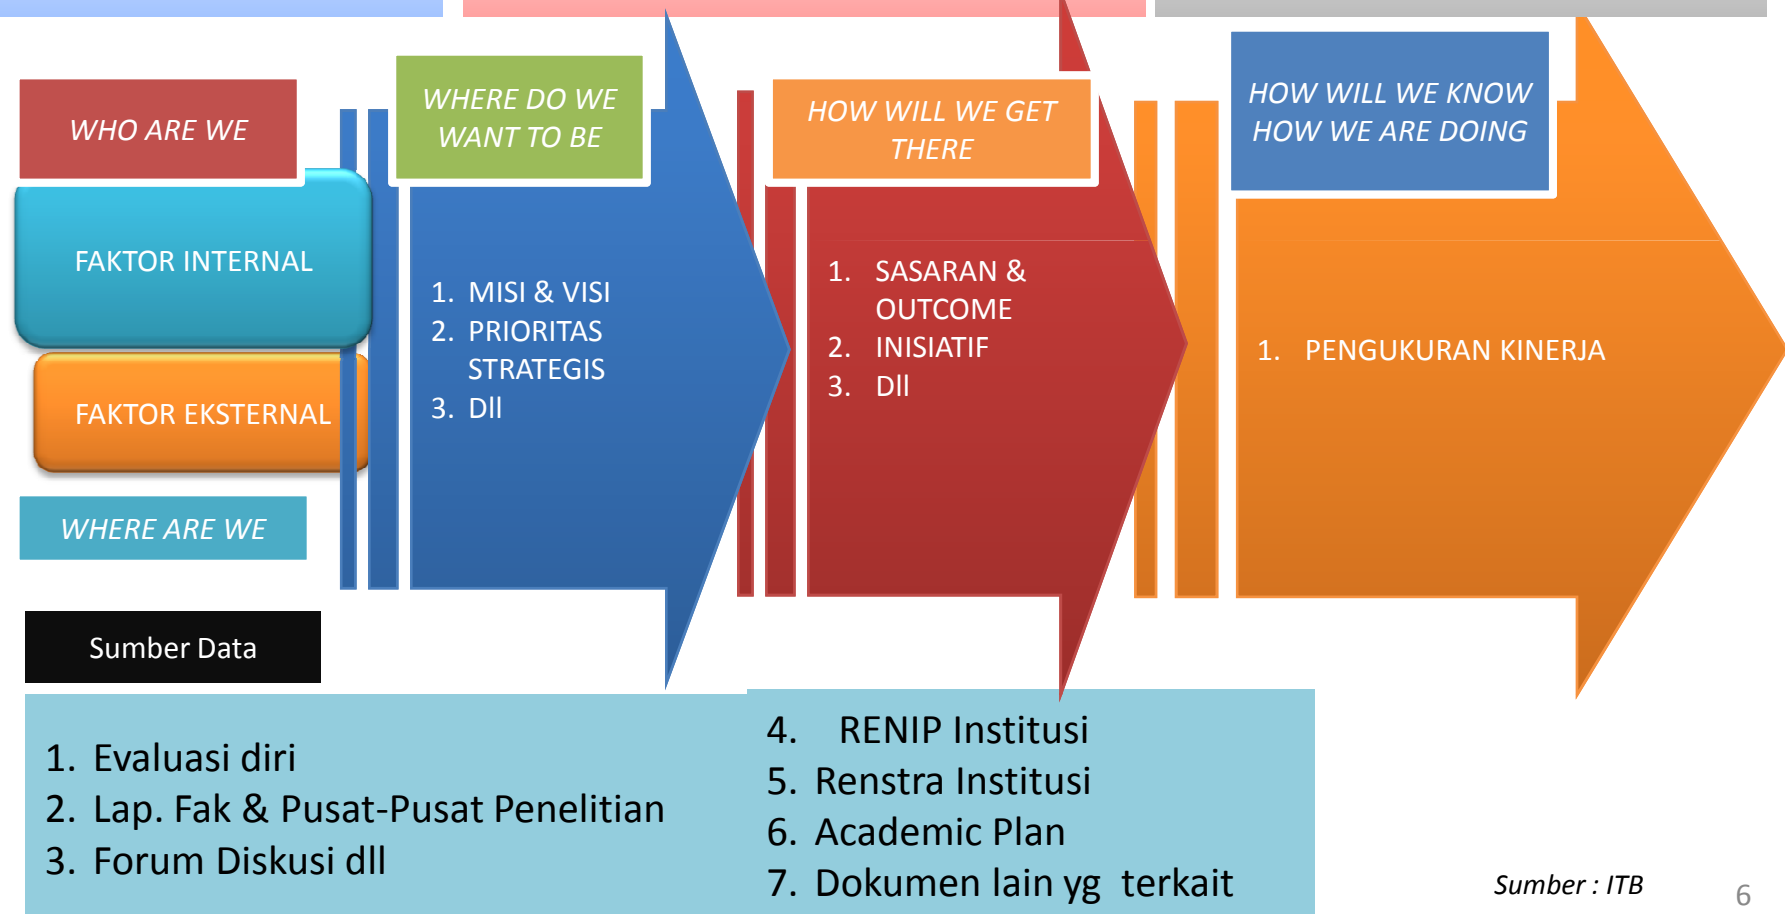 WHO ARE WE
FAKTOR INTERNAL
FAKTOR EKSTERNAL
WHERE ARE WE
WHERE DO WE
WANT TO BE
1. MISI & VISI
2. PRIORITAS
STRATEGIS
3. Dll
HOW WILL WE GET
THERE
1. SASARAN &
OUTCOME
2. INISIATIF
3. Dll
HOW WILL WE KNOW
HOW WE ARE DOING
1. PENGUKURAN KINERJA
Sumber Data
1. Evaluasi diri
2. Lap. Fak & Pusat-Pusat Penelitian
3. Forum Diskusi dll
4. RENIP Institusi
5. Renstra Institusi
6. Academic Plan
7. Dokumen lain yg terkait
Sumber : ITB
6